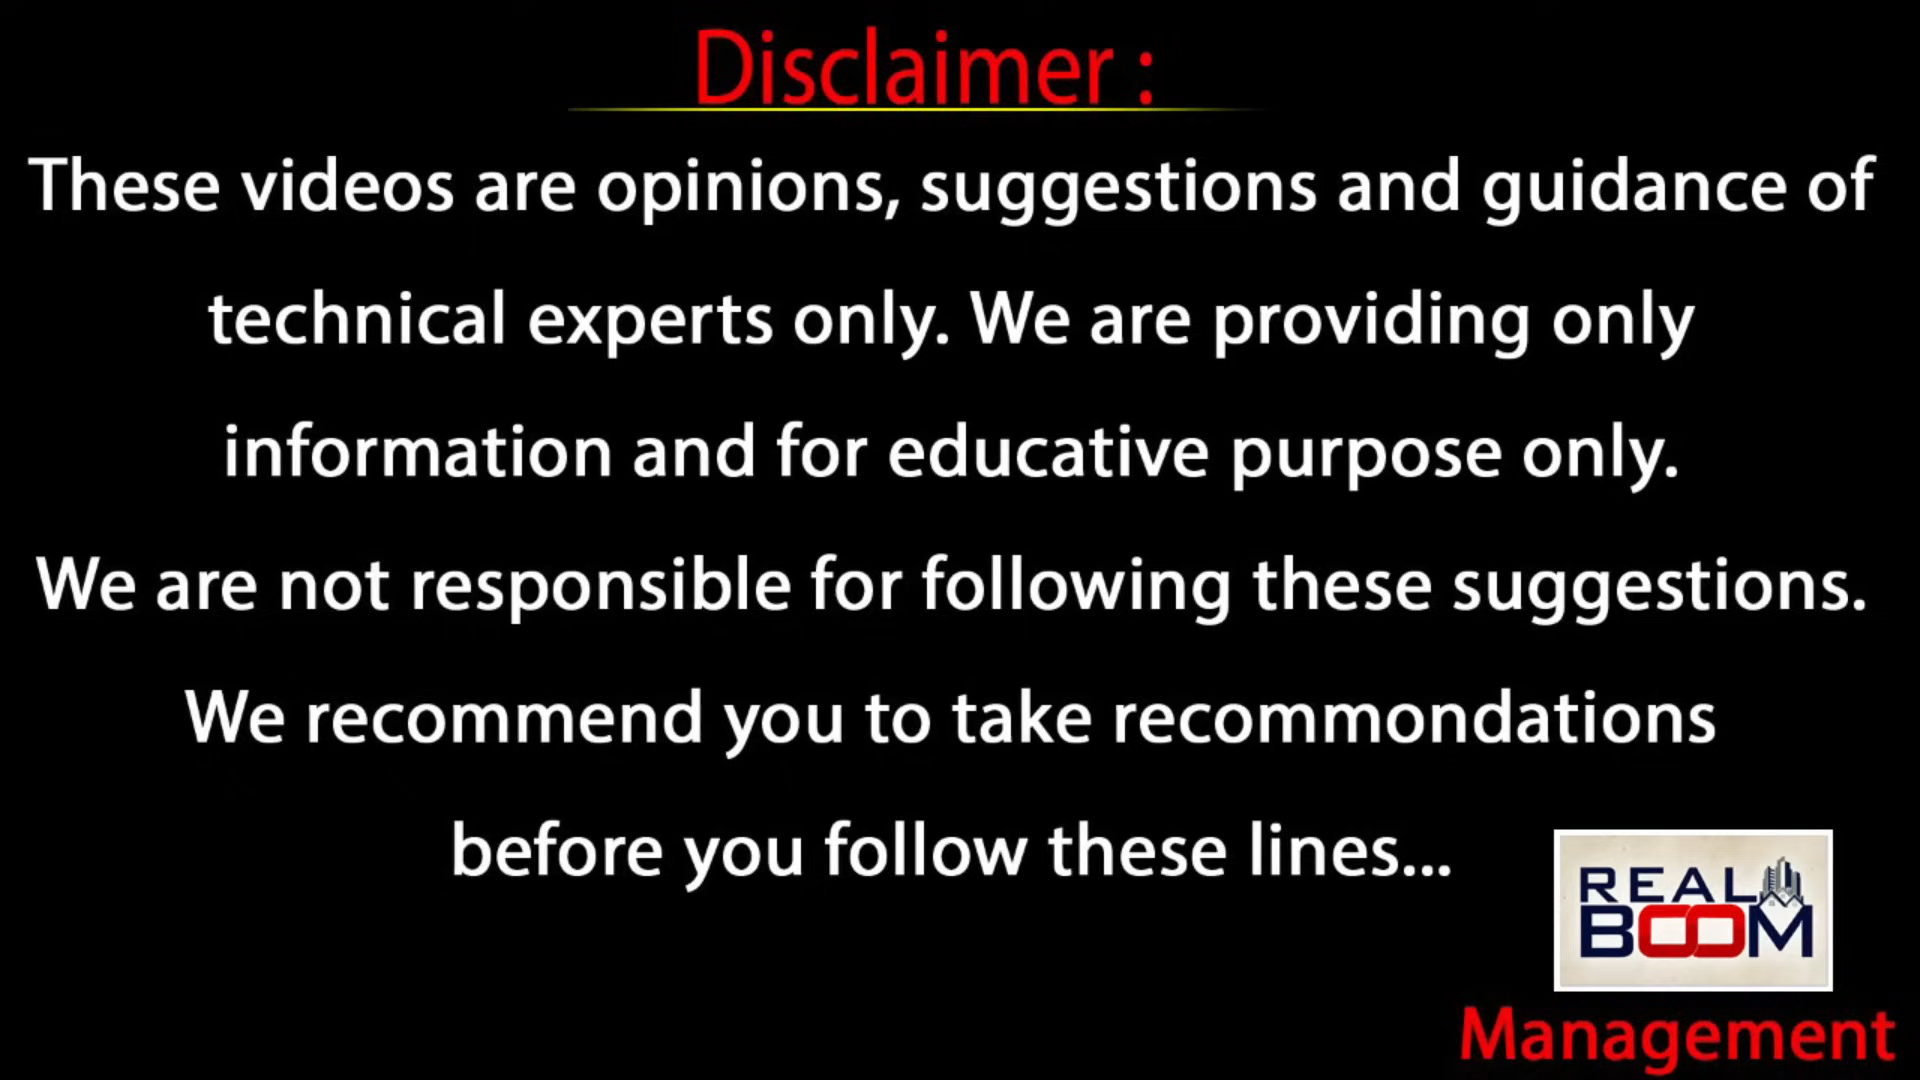 Disclaimer :
These videos are opinions, suggestions and guidance of
technical experts only. We are providing only
information and for educative purpose only.
We are not responsible for following these suggestions.
We recommend you to take recommondations
before you follow these lines...
REAL
BOOM
Management